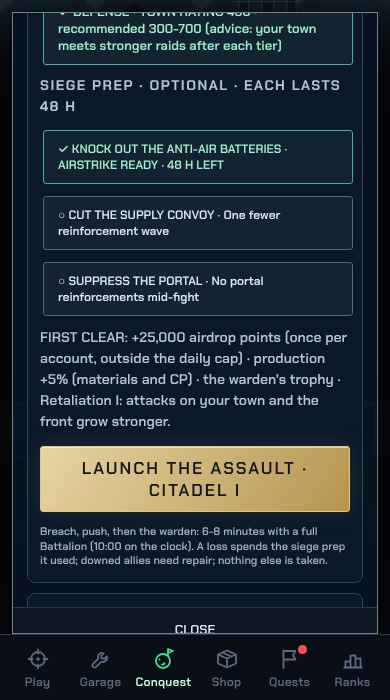 ✓ DEFENSE · TOWN RATING 450 ·
recommended 300-700 (advice: your town
meets stronger raids after each tier)
SIEGE PREP · OPTIONAL · EACH LASTS
48 H
✓ KNOCK OUT THE ANTI-AIR BATTERIES ·
AIRSTRIKE READY · 48 H LEFT
○ CUT THE SUPPLY CONVOY · One fewer
reinforcement wave
○ SUPPRESS THE PORTAL · No portal
reinforcements mid-fight
FIRST CLEAR: +25,000 airdrop points (once per
account, outside the daily cap) · production
+5% (materials and CP) · the warden's trophy ·
Retaliation I: attacks on your town and the
front grow stronger.
LAUNCH THE ASSAULT ·
CITADEL I
Breach, push, then the warden: 6-8 minutes with a full
Battalion (10:00 on the clock). A loss spends the siege prep
it used; downed allies need repair; nothing else is taken.
CLOSE
Play Garage Conquest Shop Quests Ranks